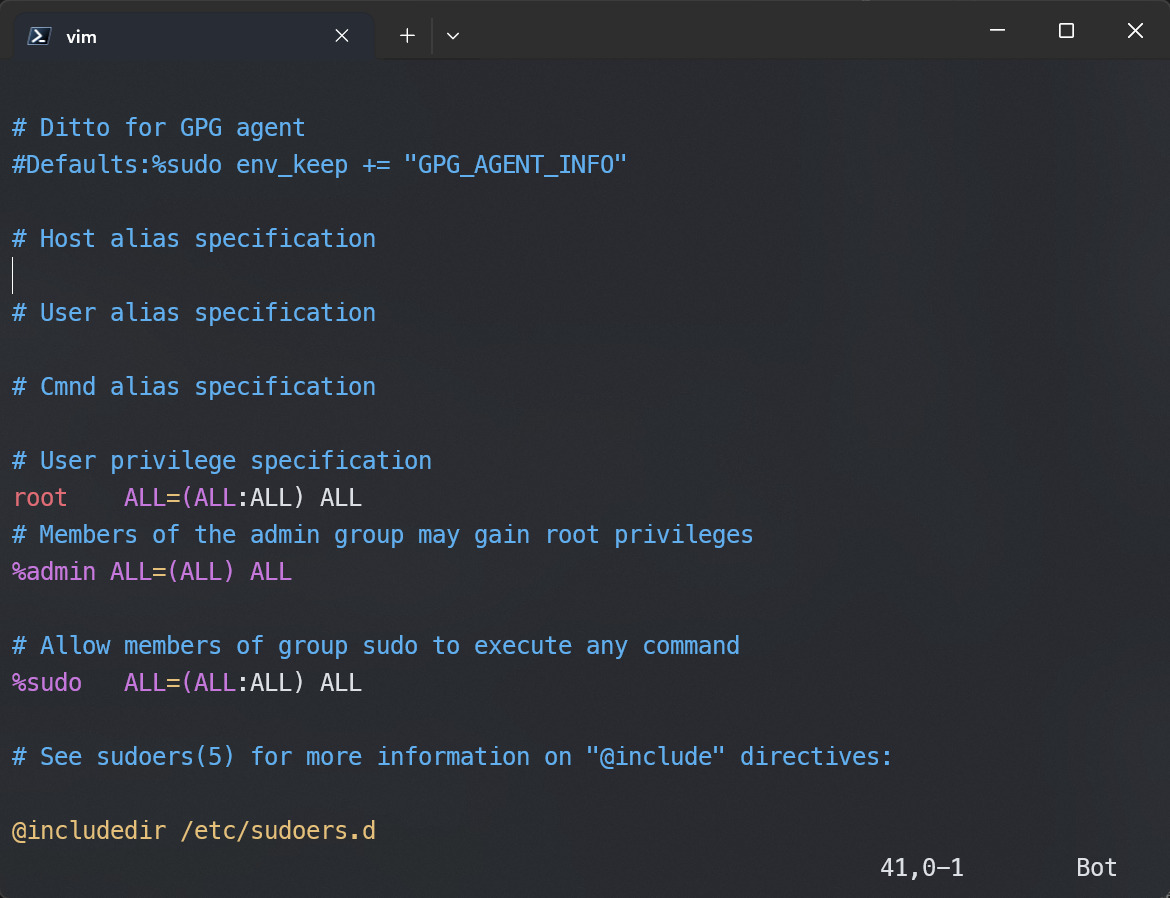 vim
# Ditto for GPG agent
#Defaults:%sudo env_keep += "GPG_AGENT_INFO"
# Host alias specification
# User alias specification
# Cmnd alias specification
# User privilege specification
root    ALL=(ALL:ALL) ALL
# Members of the admin group may gain root privileges
%admin ALL=(ALL) ALL
# Allow members of group sudo to execute any command
%sudo   ALL=(ALL:ALL) ALL
# See sudoers(5) for more information on "@include" directives:
@includedir /etc/sudoers.d
41,0-1        Bot